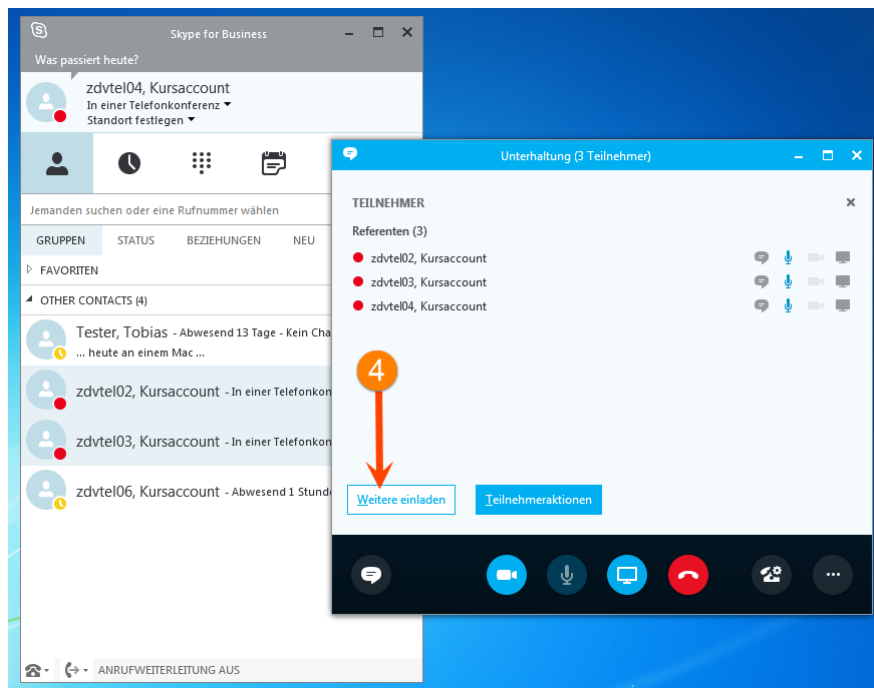 Skype for Business
Was passiert heute?
zdvtel04, Kursaccount
In einer Telefonkonferenz
Standort festlegen
Jemanden suchen oder eine Rufnummer wählen
GRUPPEN STATUS BEZIEHUNGEN NEU
FAVORITEN
OTHER CONTACTS (4)
Tester, Tobias - Abwesend 13 Tage - Kein Cha
... heute an einem Mac ...
zdvtel02, Kursaccount - In einer Telefonkon
zdvtel03, Kursaccount - In einer Telefonkon
zdvtel06, Kursaccount - Abwesend 1 Stund
ANRUFWEITERLEITUNG AUS
Unterhaltung (3 Teilnehmer)
TEILNEHMER
Referenten (3)
zdvtel02, Kursaccount
zdvtel03, Kursaccount
zdvtel04, Kursaccount
4
Weitere einladen
Teilnehmeraktionen